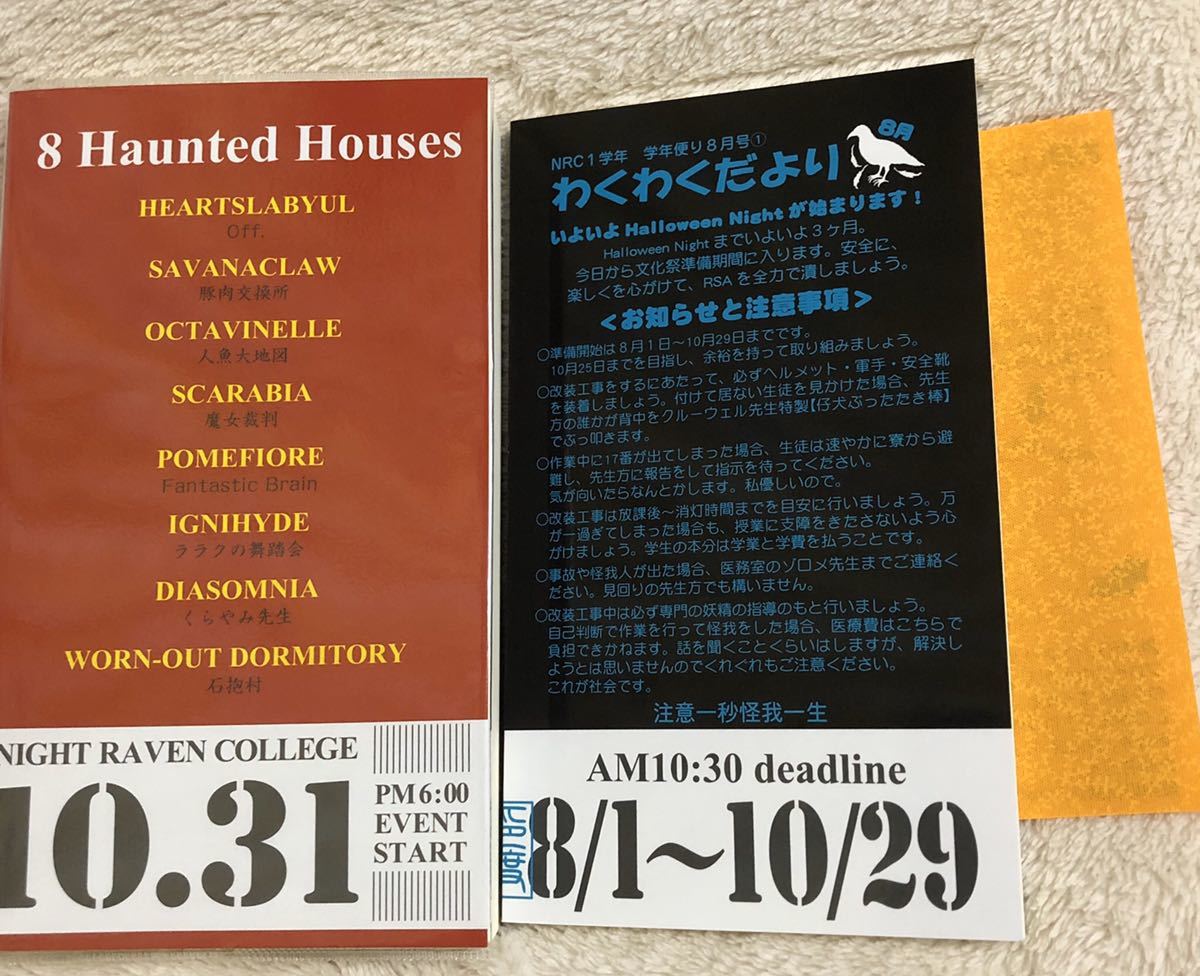 8 Haunted Houses
HEARTSLABYUL
Off.
SAVANACLAW
豚肉交換所
OCTAVINELLE
人魚大地図
SCARABIA
魔女裁判
POMEFIORE
Fantastic Brain
IGNIHYDE
ララクの舞踏会
DIASOMNIA
くらやみ先生
WORN-OUT DORMITORY
石抱村
NIGHT RAVEN COLLEGE
10.31
PM6:00
EVENT
START
NRC1学年 学年便り8月号①
8月
わくわくだより
いよいよHalloween Nightが始まります!
Halloween Nightまでいよいよ3ヶ月。
今日から文化祭準備期間に入ります。安全に、
楽しくを心がけて、RSAを全力で潰しましょう。
<お知らせと注意事項>
○準備開始は8月1日~10月29日までです。
10月25日までを目指し、余裕を持って取り組みましょう。
○改装工事をするにあたって、必ずヘルメット・軍手・安全靴
を装着しましょう。付けて居ない生徒を見かけた場合、先生
方の誰かが背中をクルーウェル先生特製【仔犬ぶったたき棒】
でぶっ叩きます。
○作業中に17番が出てしまった場合、生徒は速やかに寮から避
難し、先生方に報告をして指示を待ってください。
気が向いたらなんとかします。私優しいので。
○改装工事は放課後~消灯時間までを目安に行いましょう。万
が一過ぎてしまった場合も、授業に支障をきたさないよう心
がけましょう。学生の本分は学業と学費を払うことです。
○事故や怪我人が出た場合、医務室のゾロメ先生までご連絡く
ださい。見回りの先生方でも構いません。
○改装工事中は必ず専門の妖精の指導のもと行いましょう。
自己判断で作業を行って怪我をした場合、医療費はこちらで
負担できかねます。話を聞くことくらいはしますが、解決し
ようとは思いませんのでくれぐれもご注意ください。
これが社会です。
注意一秒怪我一生
AM10:30 deadline
8/1~10/29